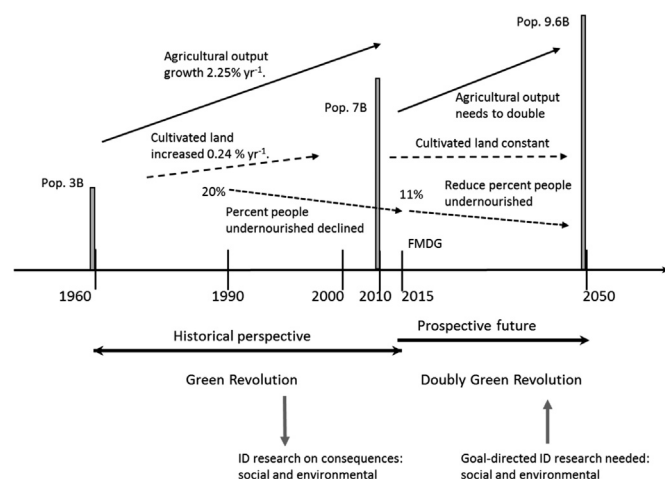 Pop. 9.6B
Agricultural output
growth 2.25% yr⁻¹.
Pop. 7B
Agricultural output
needs to double
Cultivated land
increased 0.24 % yr⁻¹.
Cultivated land constant
Pop. 3B
20%
11%
Reduce percent people
undernourished
Percent people
undernourished declined
FMDG
1960
1990
2000
2010
2015
2050
Historical perspective
Prospective future
Green Revolution
Doubly Green Revolution
ID research on consequences:
social and environmental
Goal-directed ID research needed:
social and environmental